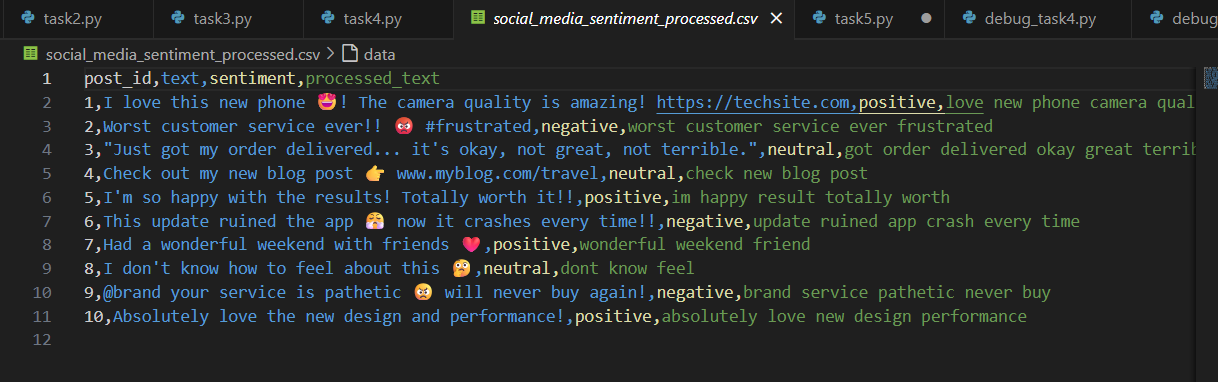 task2.py task3.py task4.py social_media_sentiment_processed.csv task5.py debug_task4.py debug
social_media_sentiment_processed.csv > data
1 post_id,text,sentiment,processed_text
2 1,I love this new phone 😍! The camera quality is amazing! https://techsite.com,positive,love new phone camera qual
3 2,Worst customer service ever!! 😡 #frustrated,negative,worst customer service ever frustrated
4 3,"Just got my order delivered... it's okay, not great, not terrible.",neutral,got order delivered okay great terrib
5 4,Check out my new blog post 👉 www.myblog.com/travel,neutral,check new blog post
6 5,I'm so happy with the results! Totally worth it!!,positive,im happy result totally worth
7 6,This update ruined the app 😤 now it crashes every time!!,negative,update ruined app crash every time
8 7,Had a wonderful weekend with friends ❤️,positive,wonderful weekend friend
9 8,I don't know how to feel about this 🤔,neutral,dont know feel
10 9,@brand your service is pathetic 😠 will never buy again!,negative,brand service pathetic never buy
11 10,Absolutely love the new design and performance!,positive,absolutely love new design performance
12